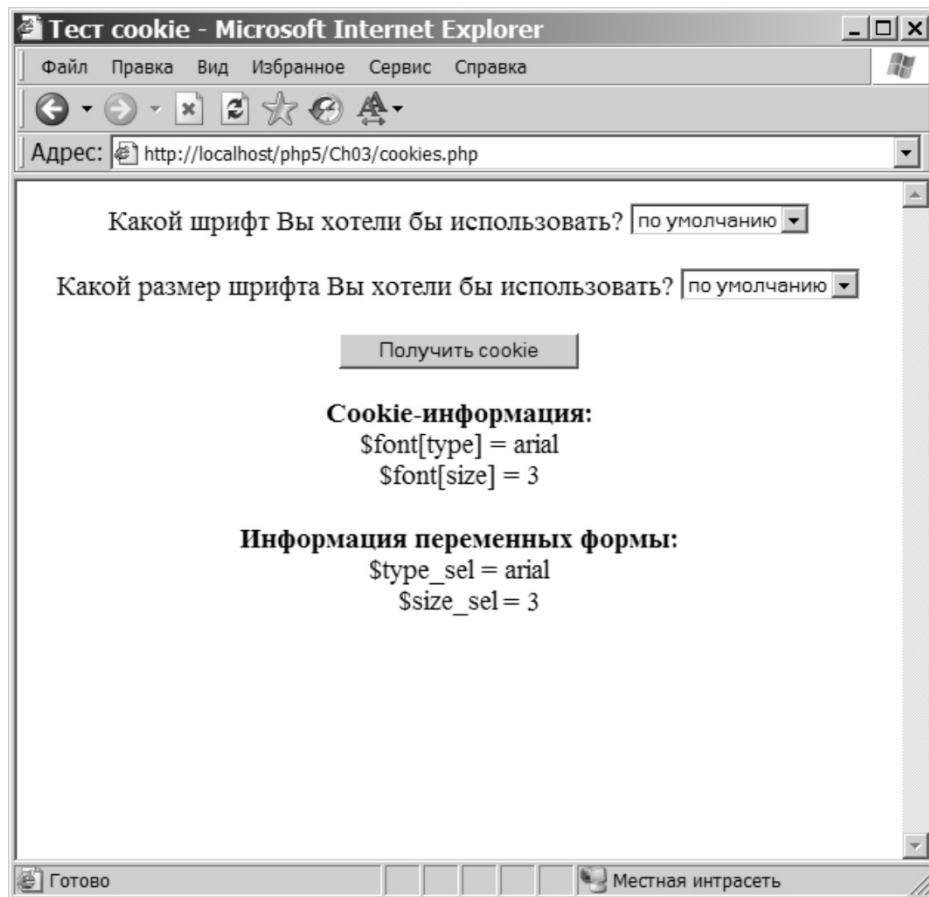 Тест cookie - Microsoft Internet Explorer
Файл Правка Вид Избранное Сервис Справка
Адрес: http://localhost/php5/Ch03/cookies.php
Какой шрифт Вы хотели бы использовать? по умолчанию
Какой размер шрифта Вы хотели бы использовать? по умолчанию
Получить cookie
Cookie-информация:
$font[type] = arial
$font[size] = 3
Информация переменных формы:
$type_sel = arial
$size_sel = 3
Готово Местная интрасеть